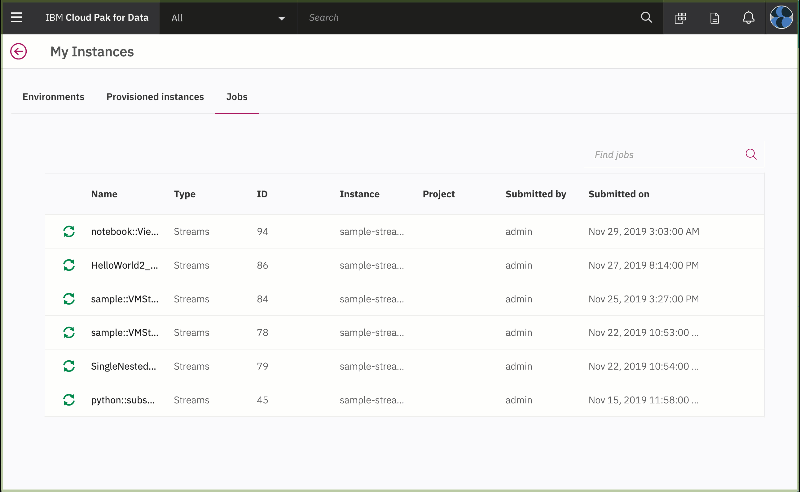 IBM Cloud Pak for Data All Search
My Instances
Environments Provisioned instances Jobs
Find jobs
Name Type ID Instance Project Submitted by Submitted on
notebook::Vie... Streams 94 sample-strea... admin Nov 29, 2019 3:03:00 AM
HelloWorld2_... Streams 86 sample-strea... admin Nov 27, 2019 8:14:00 PM
sample::VMSt... Streams 84 sample-strea... admin Nov 25, 2019 3:27:00 PM
sample::VMSt... Streams 78 sample-strea... admin Nov 22, 2019 10:53:00 ...
SingleNested... Streams 79 sample-strea... admin Nov 22, 2019 10:54:00 ...
python::subs... Streams 45 sample-strea... admin Nov 15, 2019 11:58:00 ...